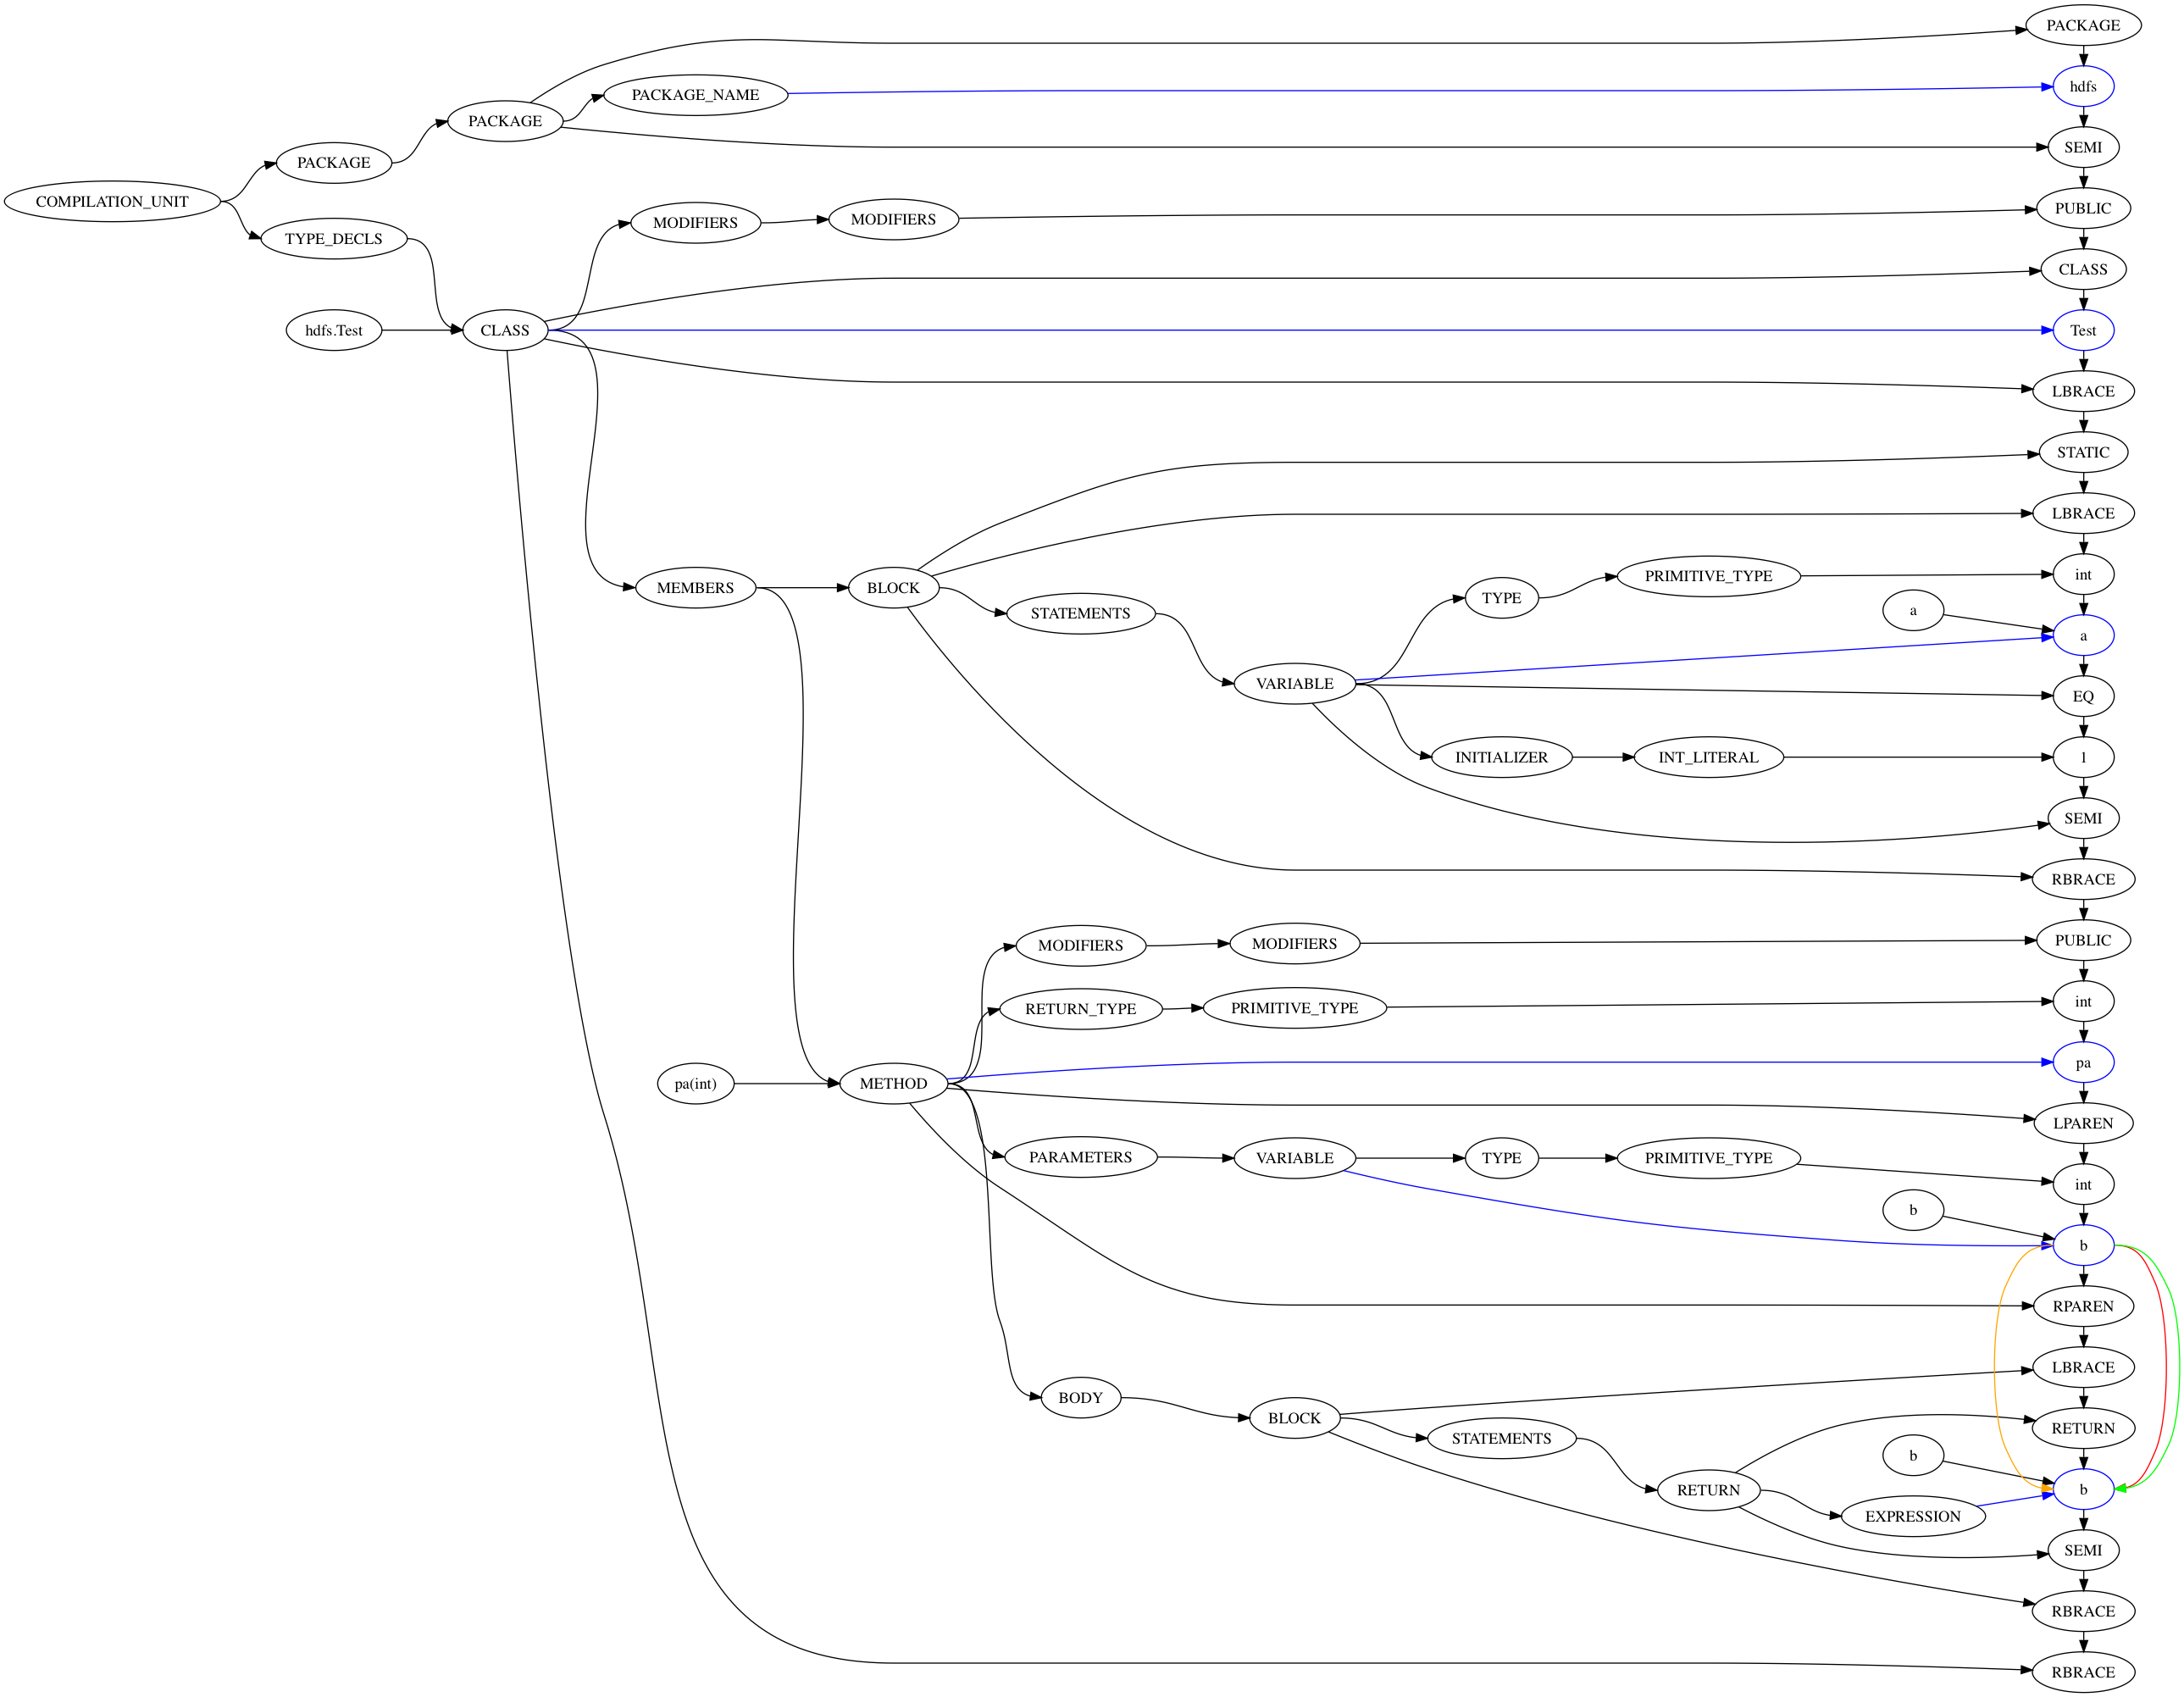 PACKAGE
PACKAGE_NAME
hdfs
PACKAGE
SEMI
PACKAGE
COMPILATION_UNIT
MODIFIERS
MODIFIERS
PUBLIC
TYPE_DECLS
CLASS
hdfs.Test
CLASS
Test
LBRACE
STATIC
LBRACE
MEMBERS
BLOCK
PRIMITIVE_TYPE
int
TYPE
STATEMENTS
a
a
VARIABLE
EQ
INITIALIZER
INT_LITERAL
1
SEMI
RBRACE
MODIFIERS
MODIFIERS
PUBLIC
RETURN_TYPE
PRIMITIVE_TYPE
int
pa
pa(int)
METHOD
LPAREN
PARAMETERS
VARIABLE
TYPE
PRIMITIVE_TYPE
int
b
b
RPAREN
LBRACE
BODY
BLOCK
RETURN
STATEMENTS
b
RETURN
b
EXPRESSION
SEMI
RBRACE
RBRACE